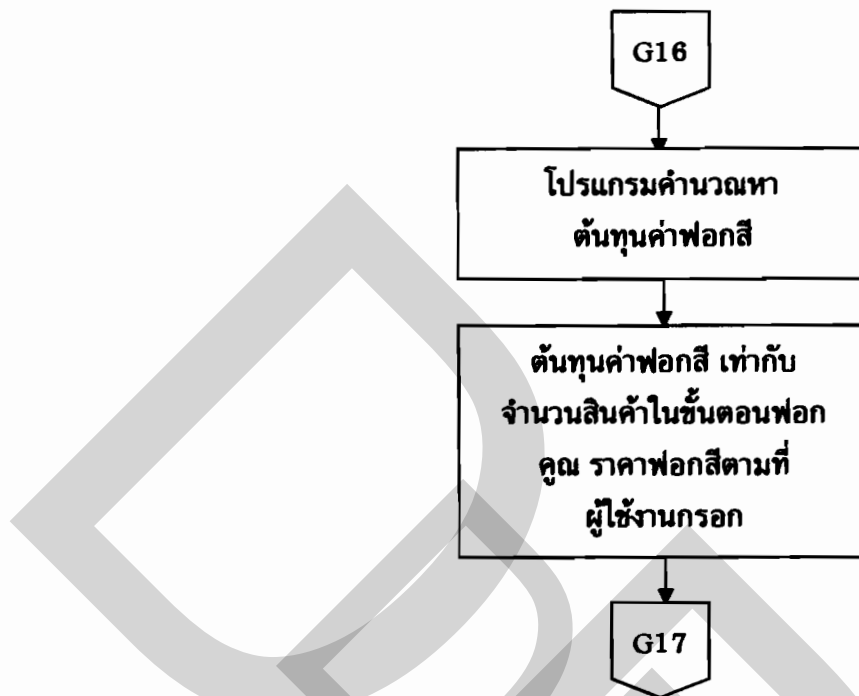 G16
โปรแกรมคำนวณหา
ต้นทุนค่าฟอกสี
ต้นทุนค่าฟอกสี เท่ากับ
จำนวนสินค้าในขั้นตอนฟอก
คูณ ราคาฟอกสีตามที่
ผู้ใช้งานกรอก
G17